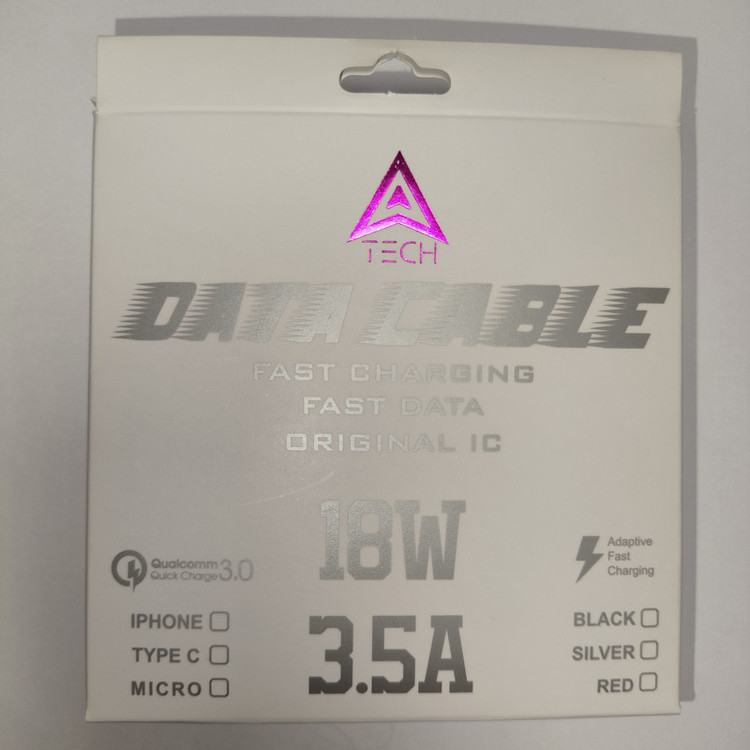 TECH
DATA CABLE
FAST CHARGING
FAST DATA
ORIGINAL IC
18W
Qualcomm
Quick Charge 3.0
Adaptive
Fast
Charging
3.5A
IPHONE
TYPE C
MICRO
BLACK
SILVER
RED